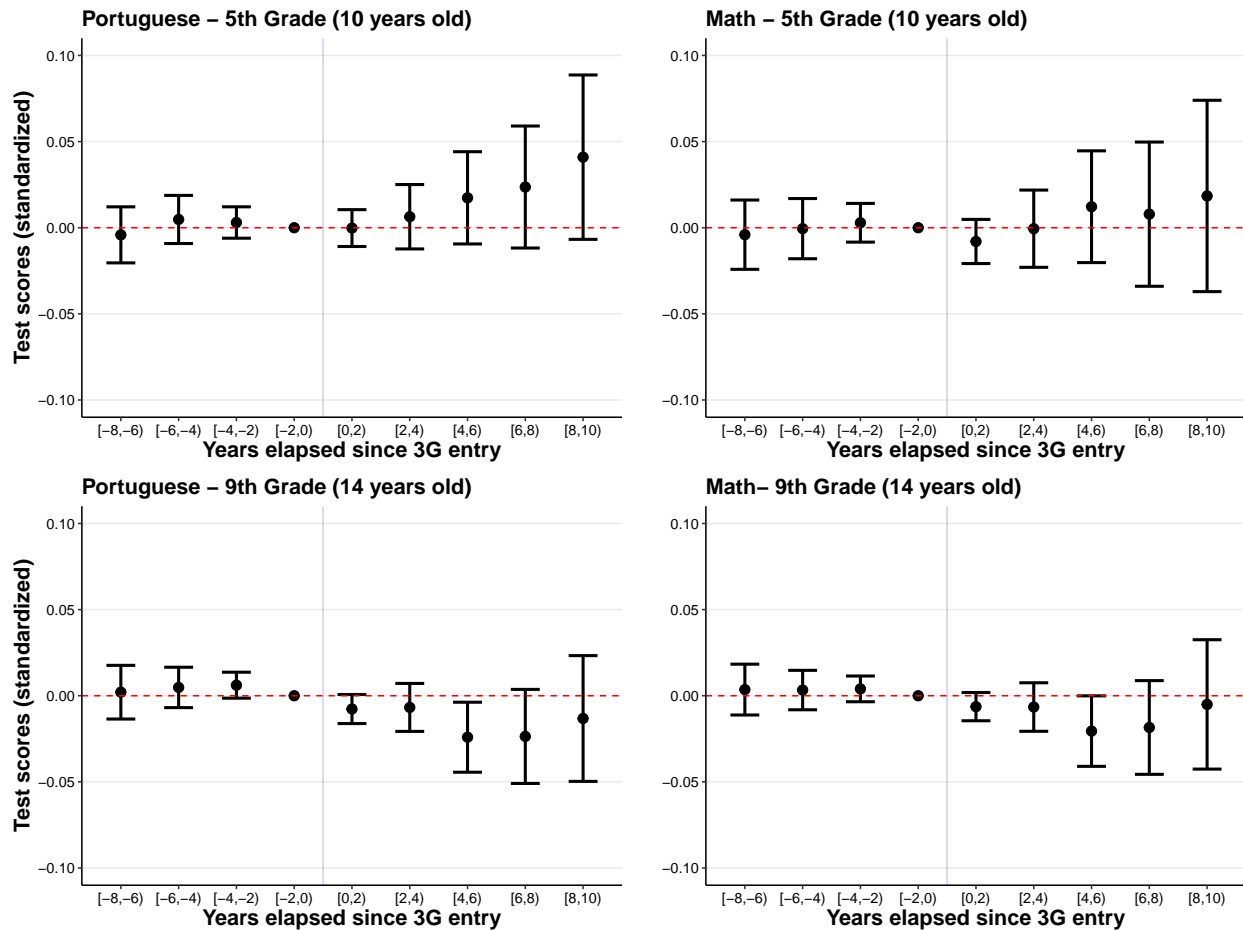 Portuguese – 5th Grade (10 years old)
Test scores (standardized)
0.10
0.05
0.00
−0.05
−0.10
[−8,−6) [−6,−4) [−4,−2) [−2,0) [0,2) [2,4) [4,6) [6,8) [8,10)
Years elapsed since 3G entry
Math – 5th Grade (10 years old)
0.10
0.05
0.00
−0.05
−0.10
[−8,−6) [−6,−4) [−4,−2) [−2,0) [0,2) [2,4) [4,6) [6,8) [8,10)
Years elapsed since 3G entry
Portuguese – 9th Grade (14 years old)
Test scores (standardized)
0.10
0.05
0.00
−0.05
−0.10
[−8,−6) [−6,−4) [−4,−2) [−2,0) [0,2) [2,4) [4,6) [6,8) [8,10)
Years elapsed since 3G entry
Math– 9th Grade (14 years old)
0.10
0.05
0.00
−0.05
−0.10
[−8,−6) [−6,−4) [−4,−2) [−2,0) [0,2) [2,4) [4,6) [6,8) [8,10)
Years elapsed since 3G entry